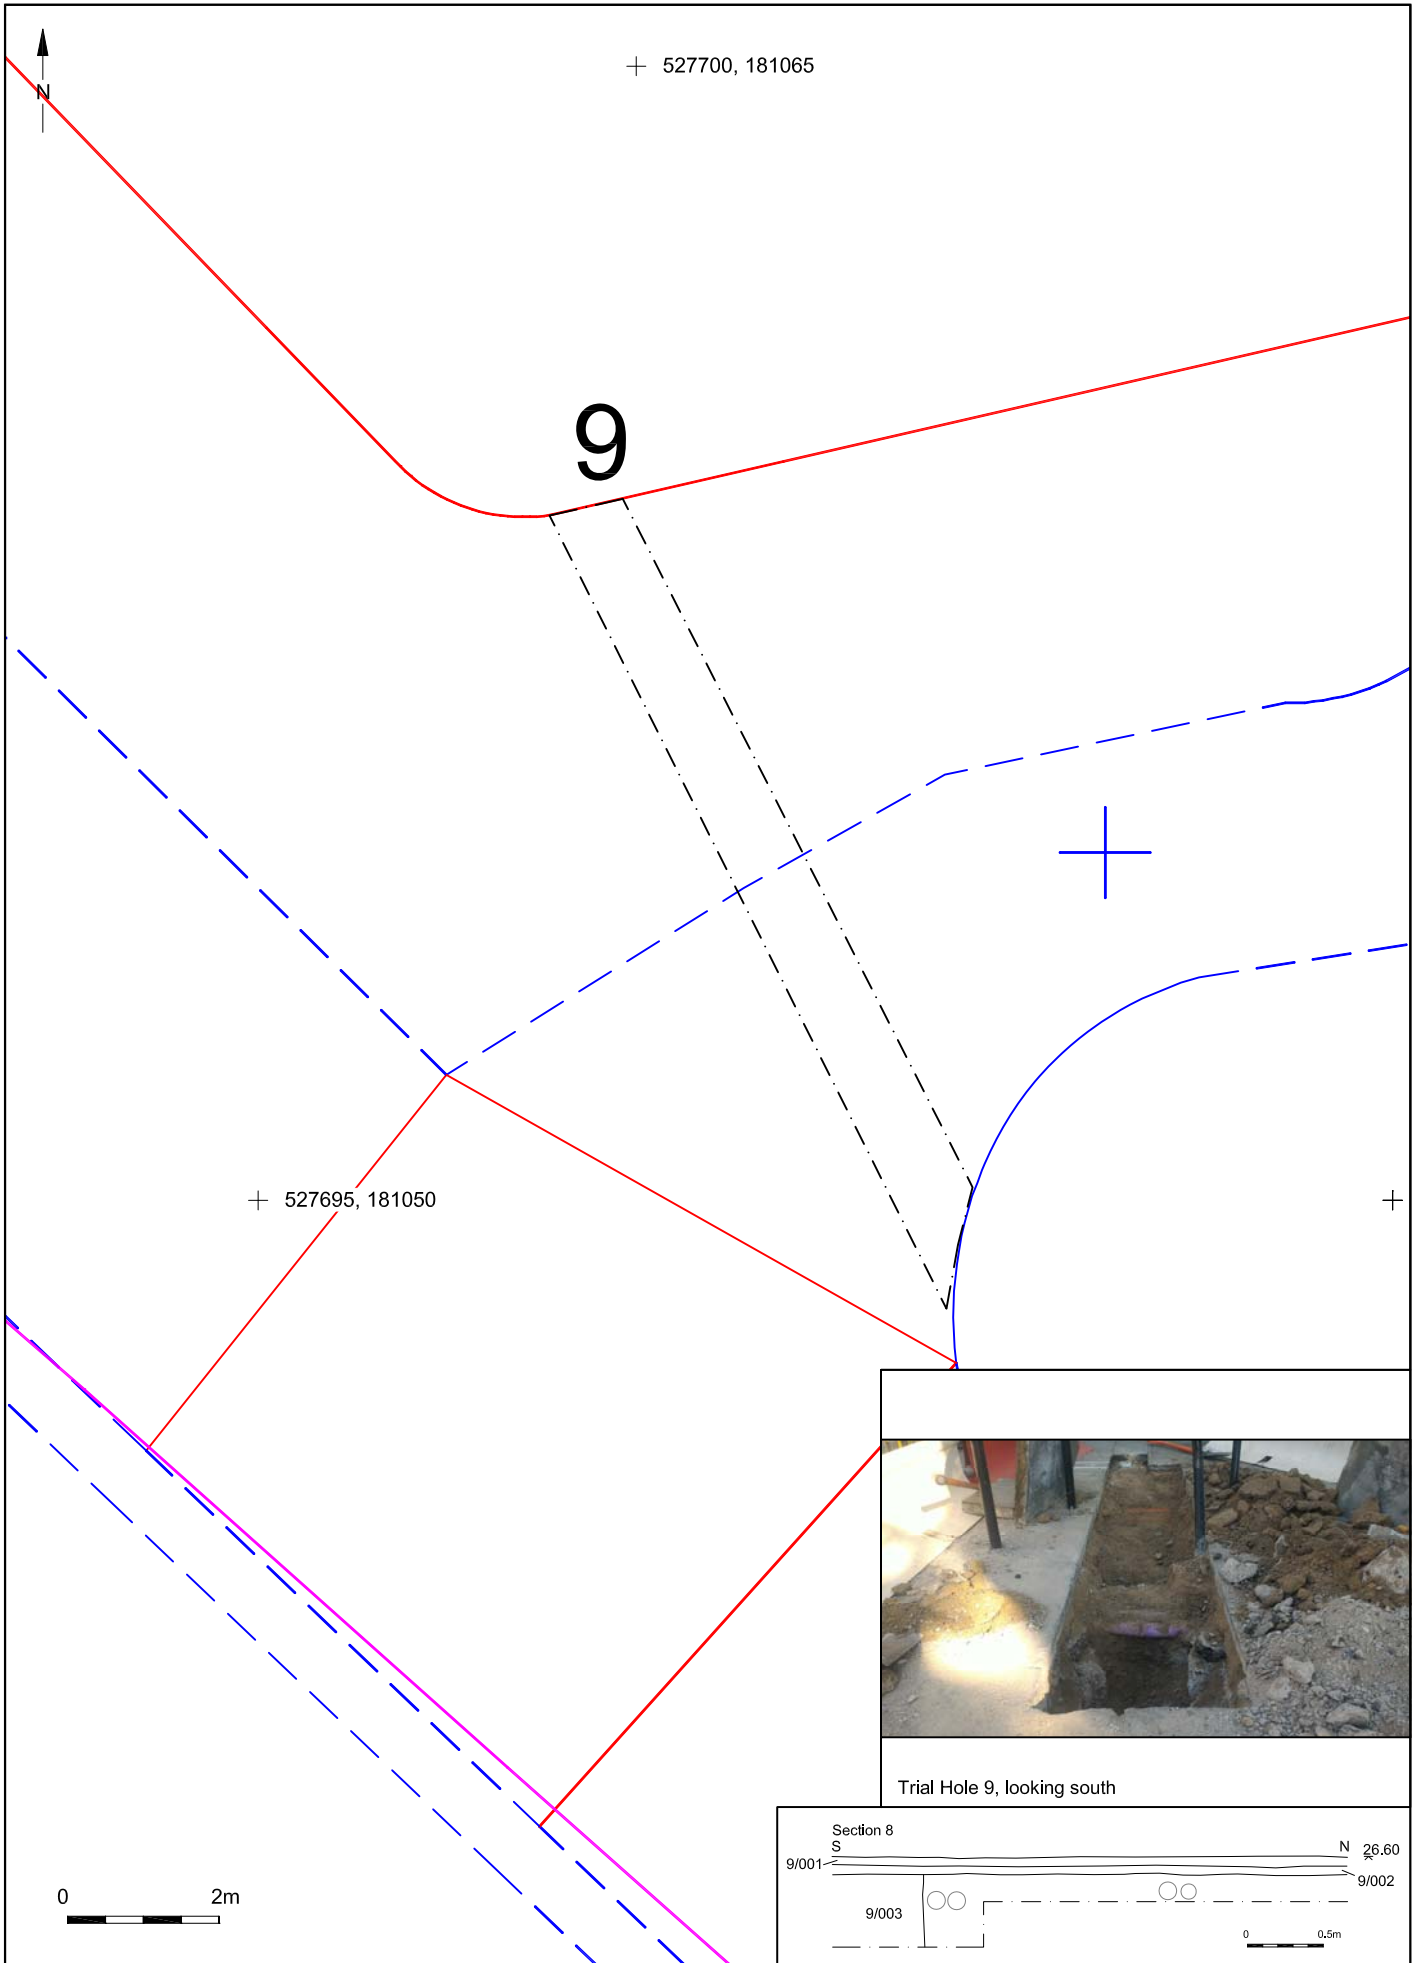 N
527700, 181065
9
527695, 181050
Trial Hole 9, looking south
Section 8
S
N
26.60
9/001
9/002
9/003
0
0.5m
0
2m